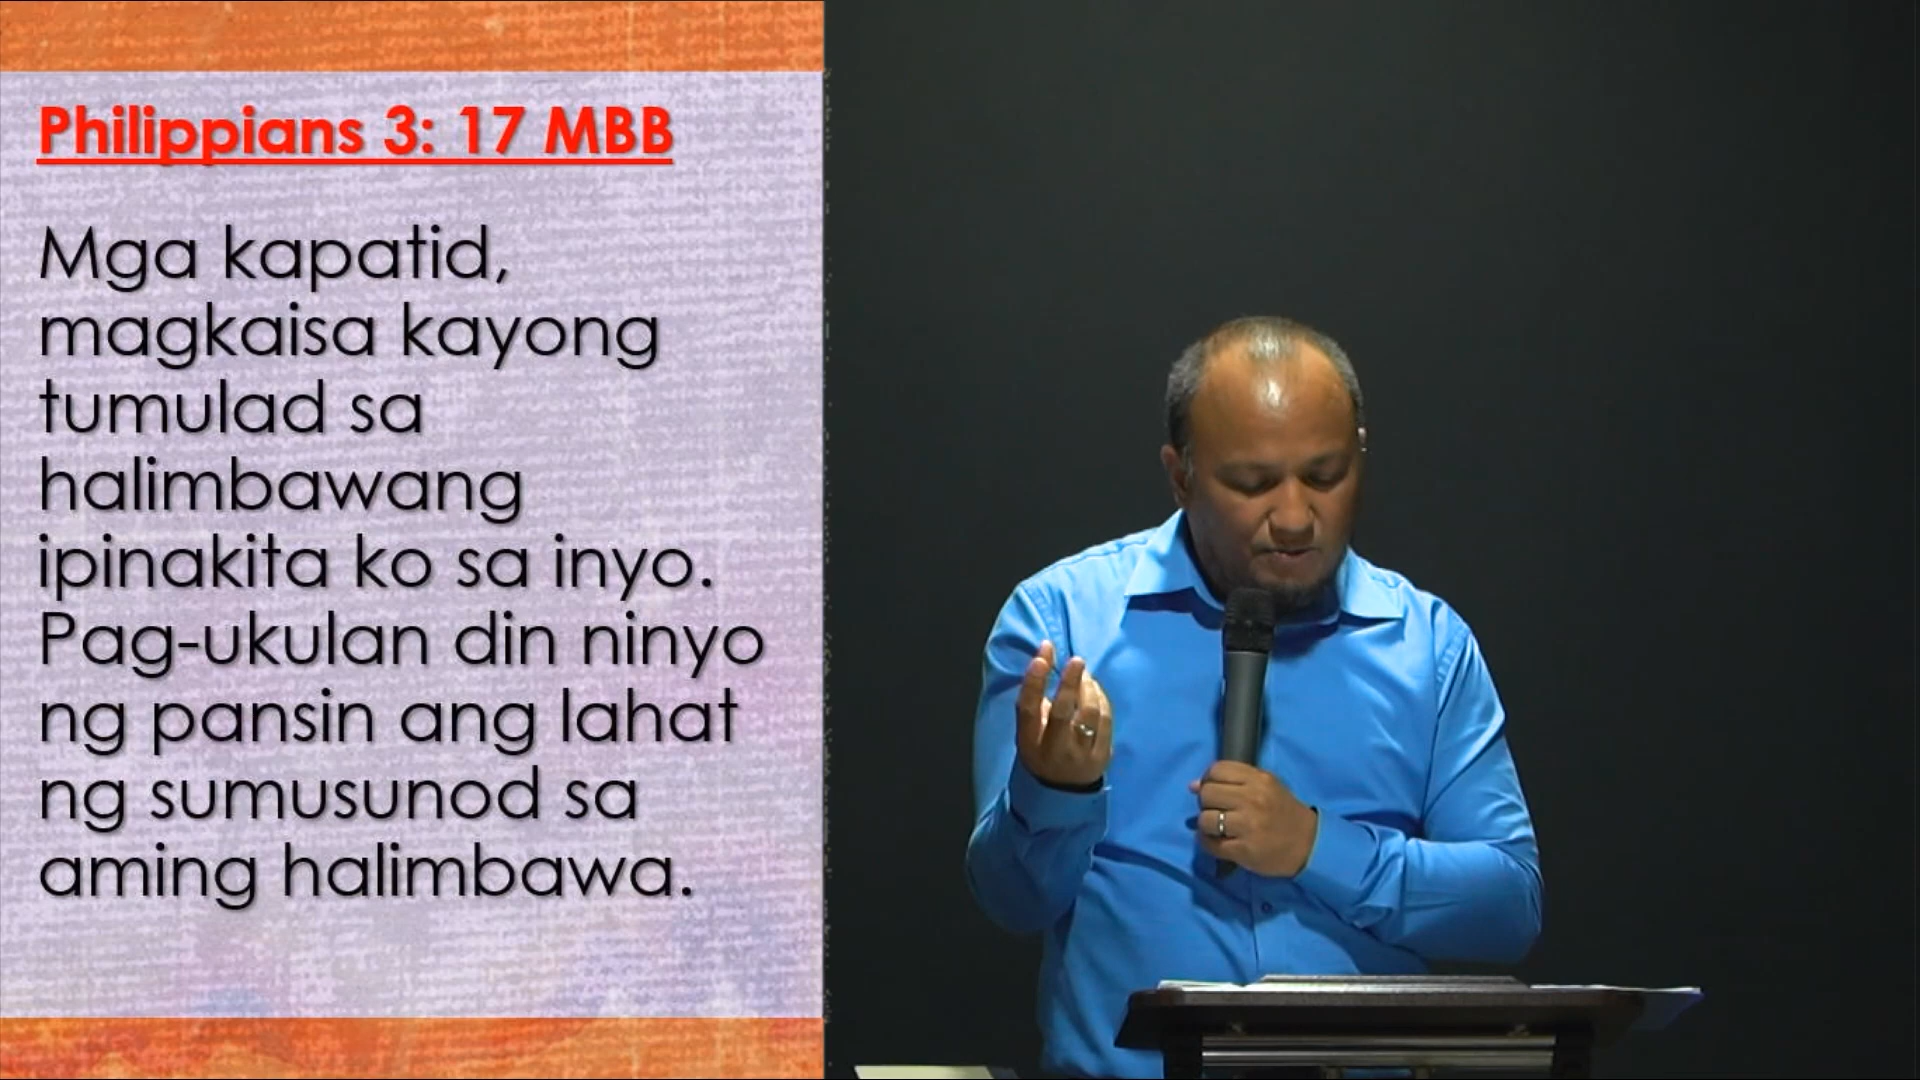 Philippians 3: 17 MBB
Mga kapatid,
magkaisa kayong
tumulad sa
halimbawang
ipinakita ko sa inyo.
Pag-ukulan din ninyo
ng pansin ang lahat
ng sumusunod sa
aming halimbawa.